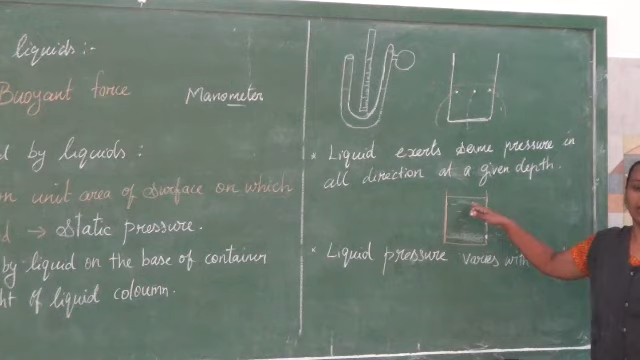 liquids:-
Buoyant force
Manometer
d by liquids:
on unit area of surface on which
d → Static pressure.
by liquid on the base of container
ht of liquid coloumn.
* Liquid exerts same pressure in
all direction at a given depth.
* Liquid pressure varies with